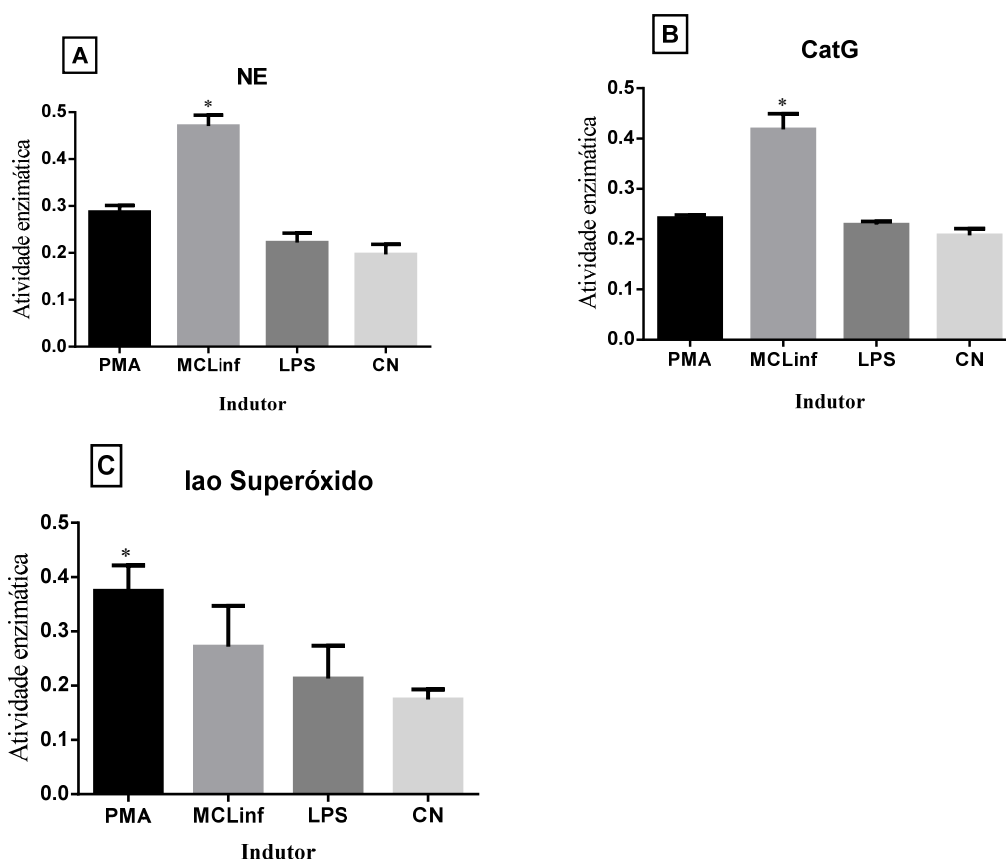 A
NE
*
Atividade enzimática
0.5
0.4
0.3
0.2
0.1
0.0
PMA MCLinf LPS CN
Indutor
B
CatG
*
Atividade enzimática
0.5
0.4
0.3
0.2
0.1
0.0
PMA MCLinf LPS CN
Indutor
C
Iao Superóxido
*
Atividade enzimática
0.5
0.4
0.3
0.2
0.1
0.0
PMA MCLinf LPS CN
Indutor